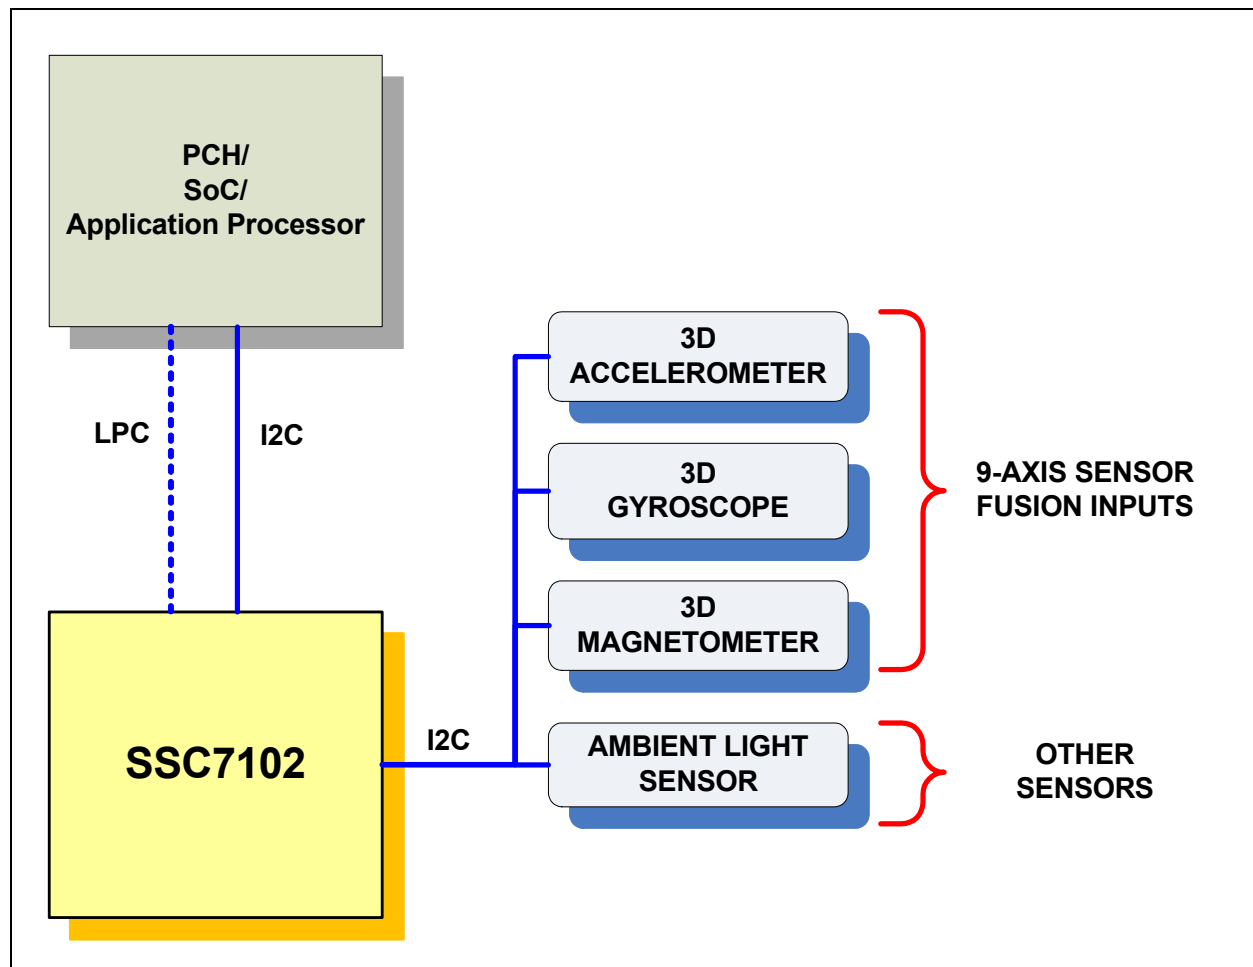 PCH/
SoC/
Application Processor
LPC
I2C
3D
ACCELEROMETER
3D
GYROSCOPE
3D
MAGNETOMETER
9-AXIS SENSOR
FUSION INPUTS
SSC7102
I2C
AMBIENT LIGHT
SENSOR
OTHER
SENSORS